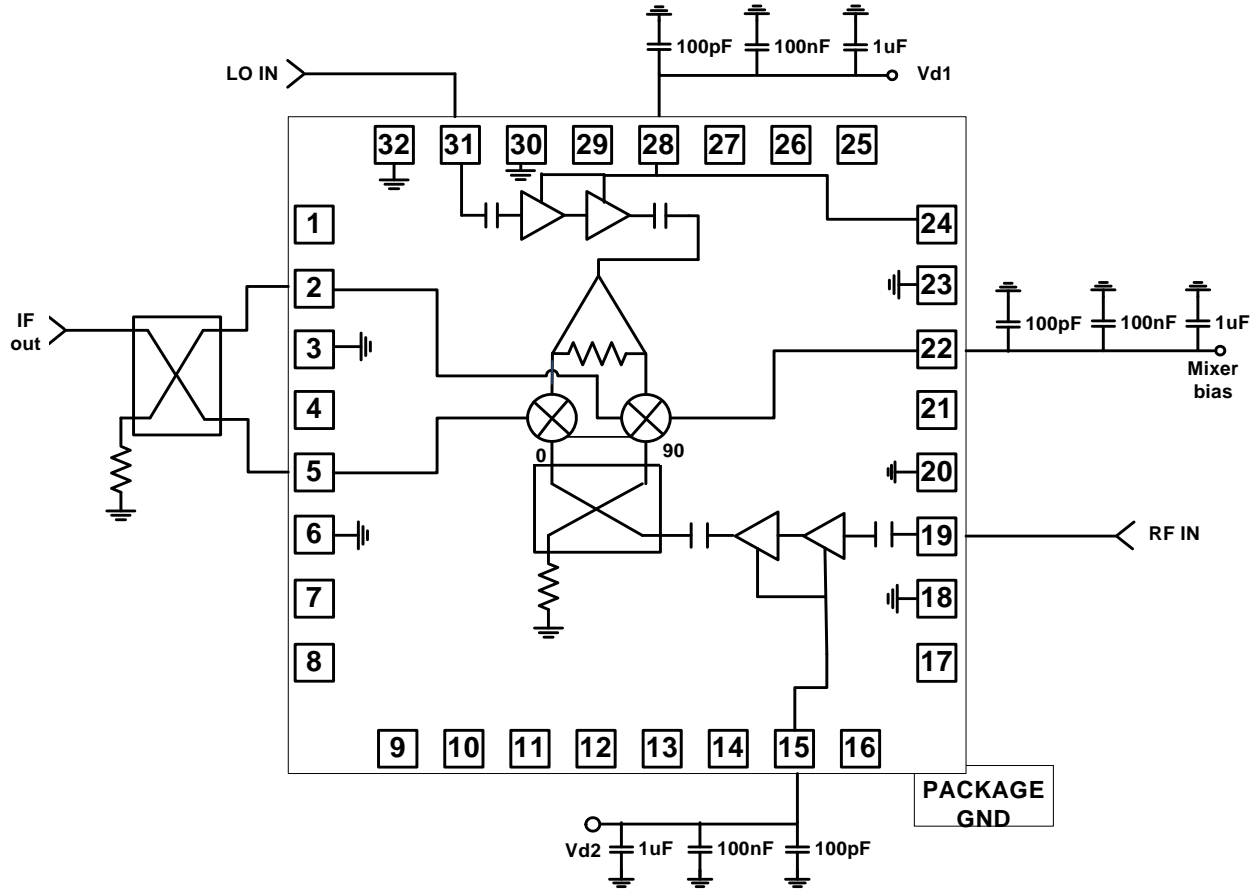 100pF
100nF
1uF
LO IN
Vd1
32
31
30
29
28
27
26
25
1
24
2
23
IF
out
3
100pF
100nF
1uF
22
Mixer
bias
4
21
0
90
5
20
6
19
RF IN
7
18
8
17
9
10
11
12
13
14
15
16
PACKAGE
GND
Vd2
1uF
100nF
100pF